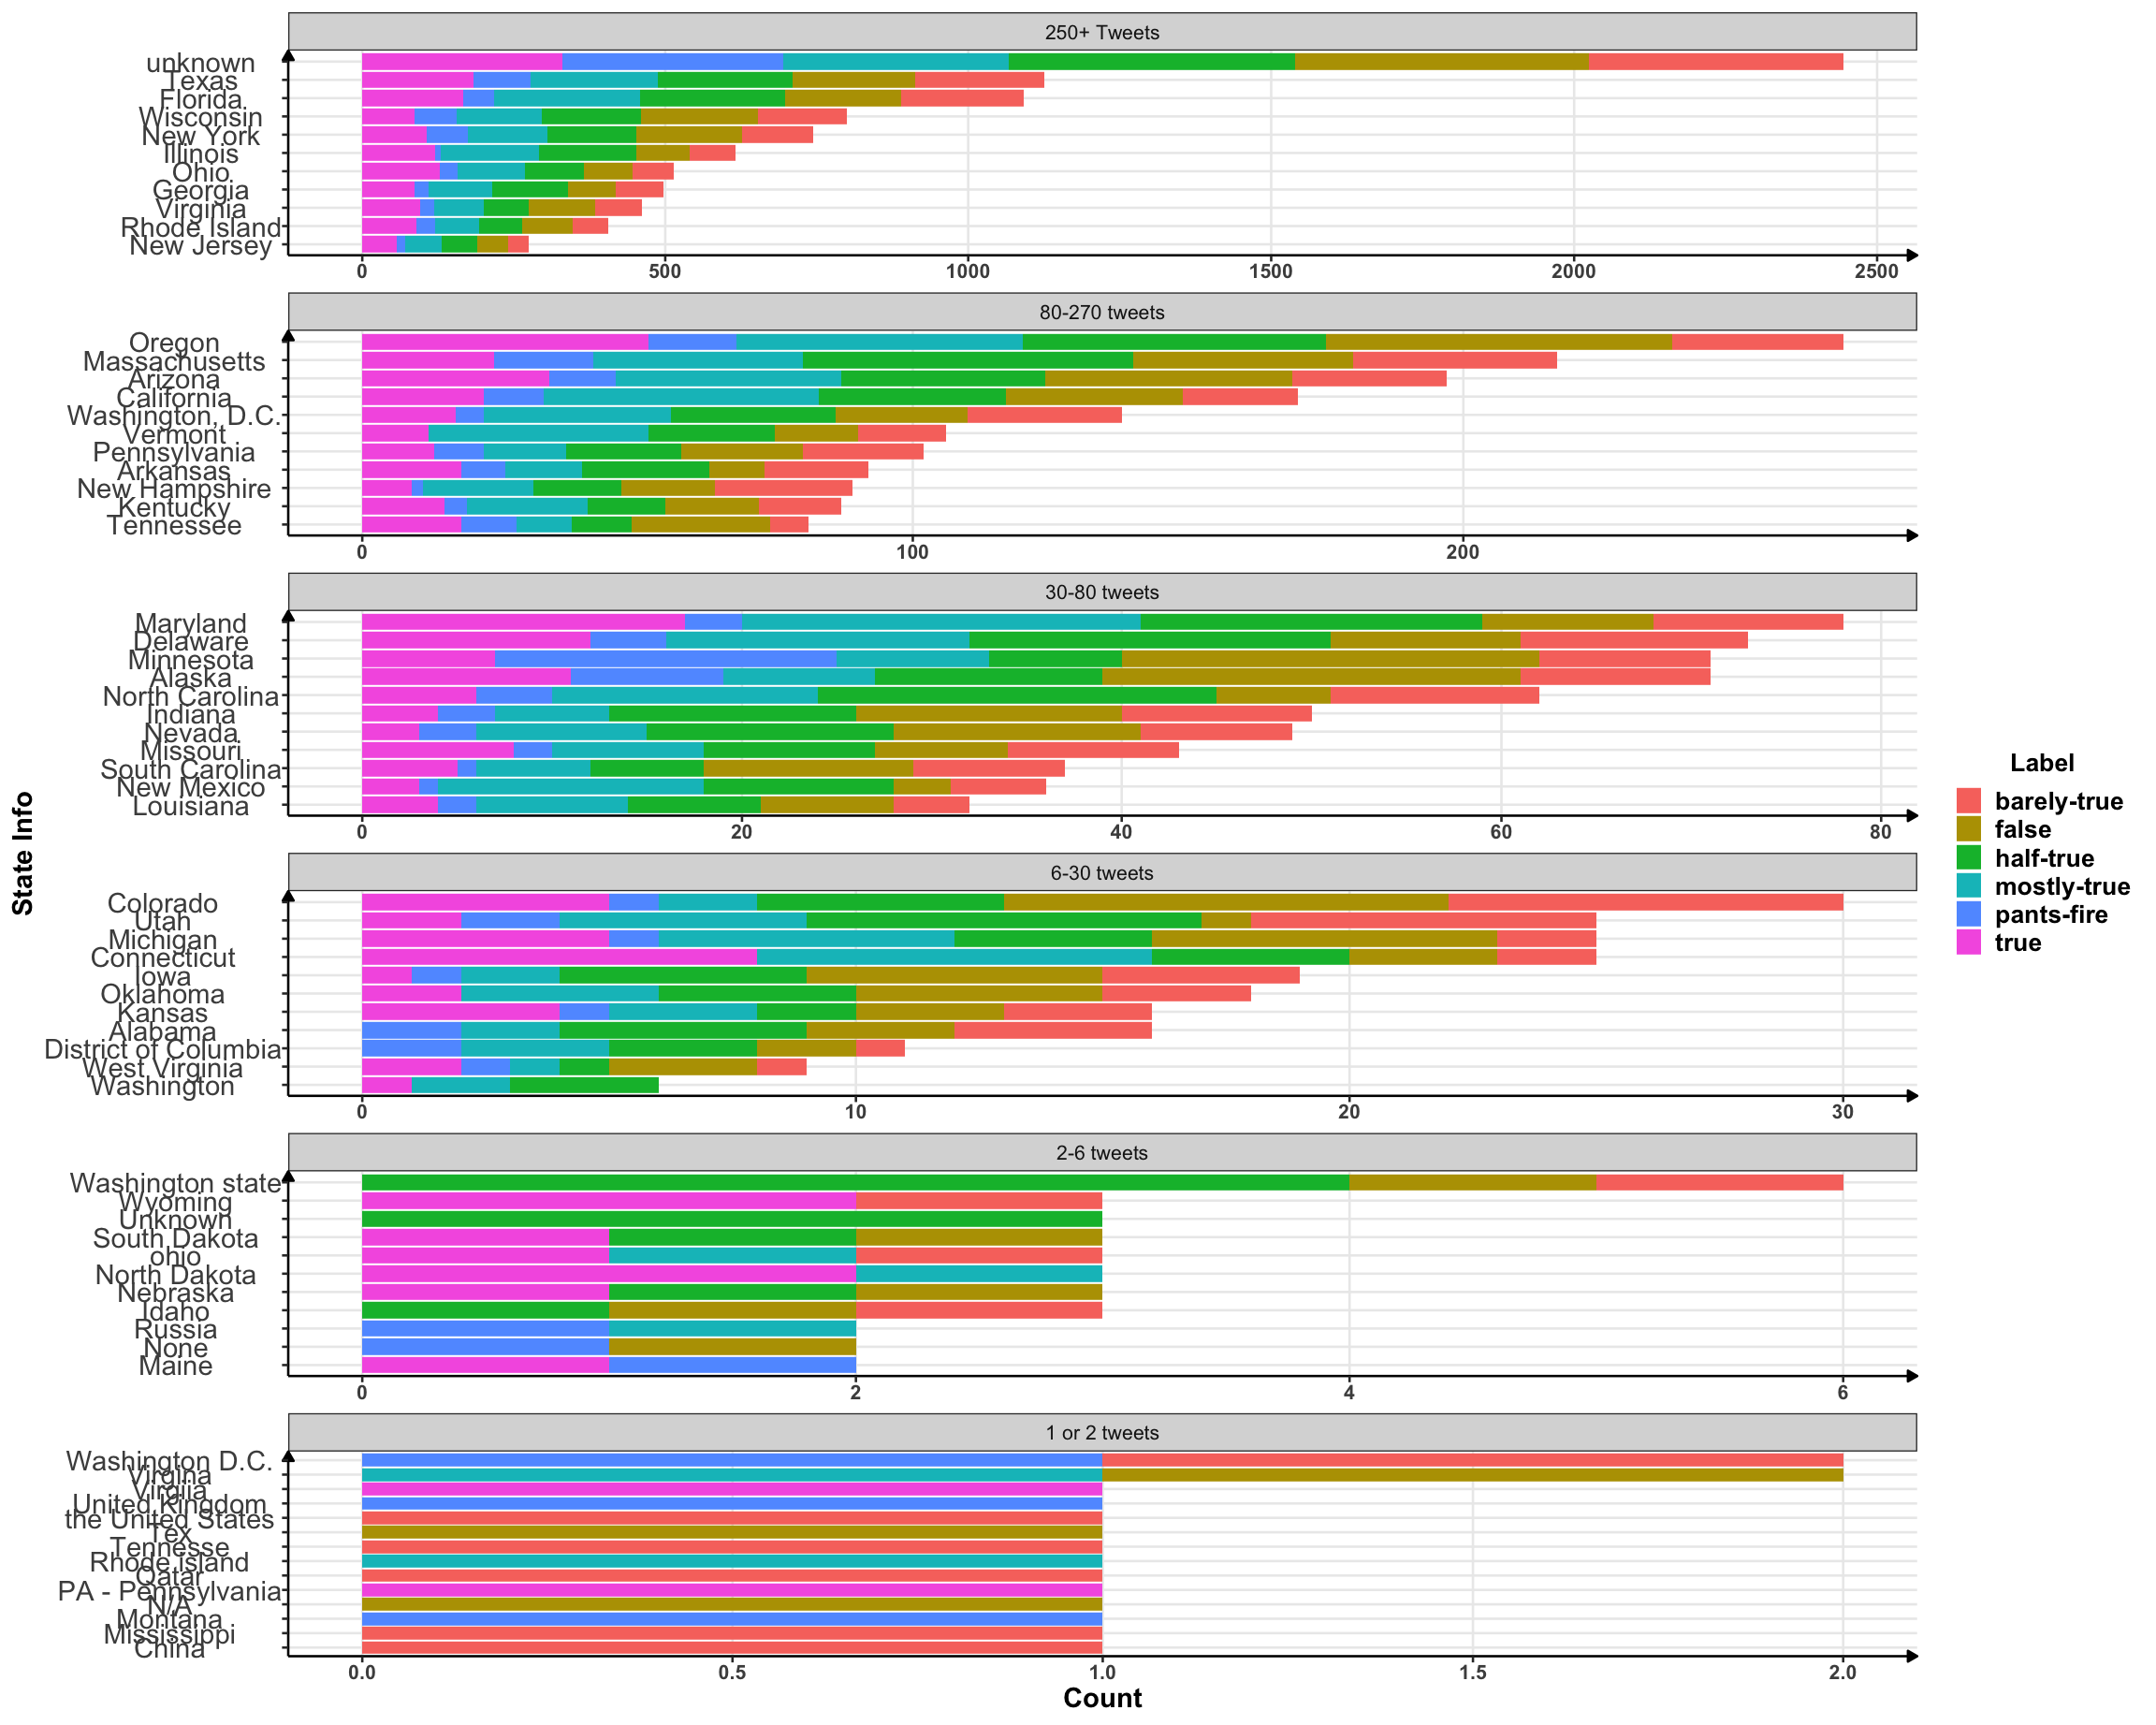 250+ Tweets
unknown
Texas
Florida
Wisconsin
New York
Illinois
Ohio
Georgia
Virginia
Rhode Island
New Jersey
0 500 1000 1500 2000 2500
80-270 tweets
Oregon
Massachusetts
Arizona
California
Washington, D.C.
Vermont
Pennsylvania
Arkansas
New Hampshire
Kentucky
Tennessee
0 100 200
30-80 tweets
Maryland
Delaware
Minnesota
Alaska
North Carolina
Indiana
Nevada
Missouri
South Carolina
New Mexico
Louisiana
0 20 40 60 80
6-30 tweets
Colorado
Utah
Michigan
Connecticut
Iowa
Oklahoma
Kansas
Alabama
District of Columbia
West Virginia
Washington
0 10 20 30
2-6 tweets
Washington state
Wyoming
Unknown
South Dakota
ohio
North Dakota
Nebraska
Idaho
Russia
None
Maine
0 2 4 6
1 or 2 tweets
Washington D.C.
Virgina
Virgiia
United Kingdom
the United States
Tex
Tennesse
Rhode island
Qatar
PA - Pennsylvania
N/A
Montana
Mississippi
China
0.0 0.5 1.0 1.5 2.0
Count
State Info
Label
barely-true
false
half-true
mostly-true
pants-fire
true